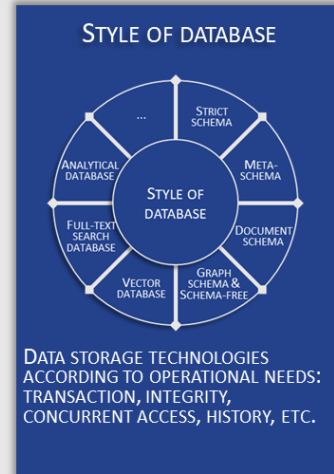 STYLE OF DATABASE
...
STRICT
SCHEMA
META-
SCHEMA
DOCUMENT
SCHEMA
GRAPH
SCHEMA &
SCHEMA-FREE
VECTOR
DATABASE
FULL-TEXT
SEARCH
DATABASE
ANALYTICAL
DATABASE
STYLE OF
DATABASE
DATA STORAGE TECHNOLOGIES
ACCORDING TO OPERATIONAL NEEDS:
TRANSACTION, INTEGRITY,
CONCURRENT ACCESS, HISTORY, ETC.